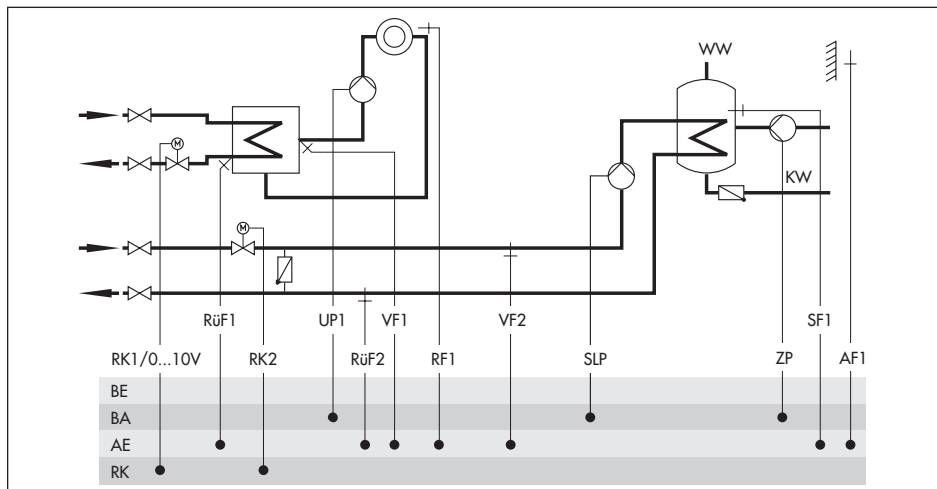 WW
M
KW
M
RüF1 UP1 VF1 VF2 SF1
RK1/0...10V RK2 RüF2 RF1 SLP ZP AF1
BE
BA
AE
RK